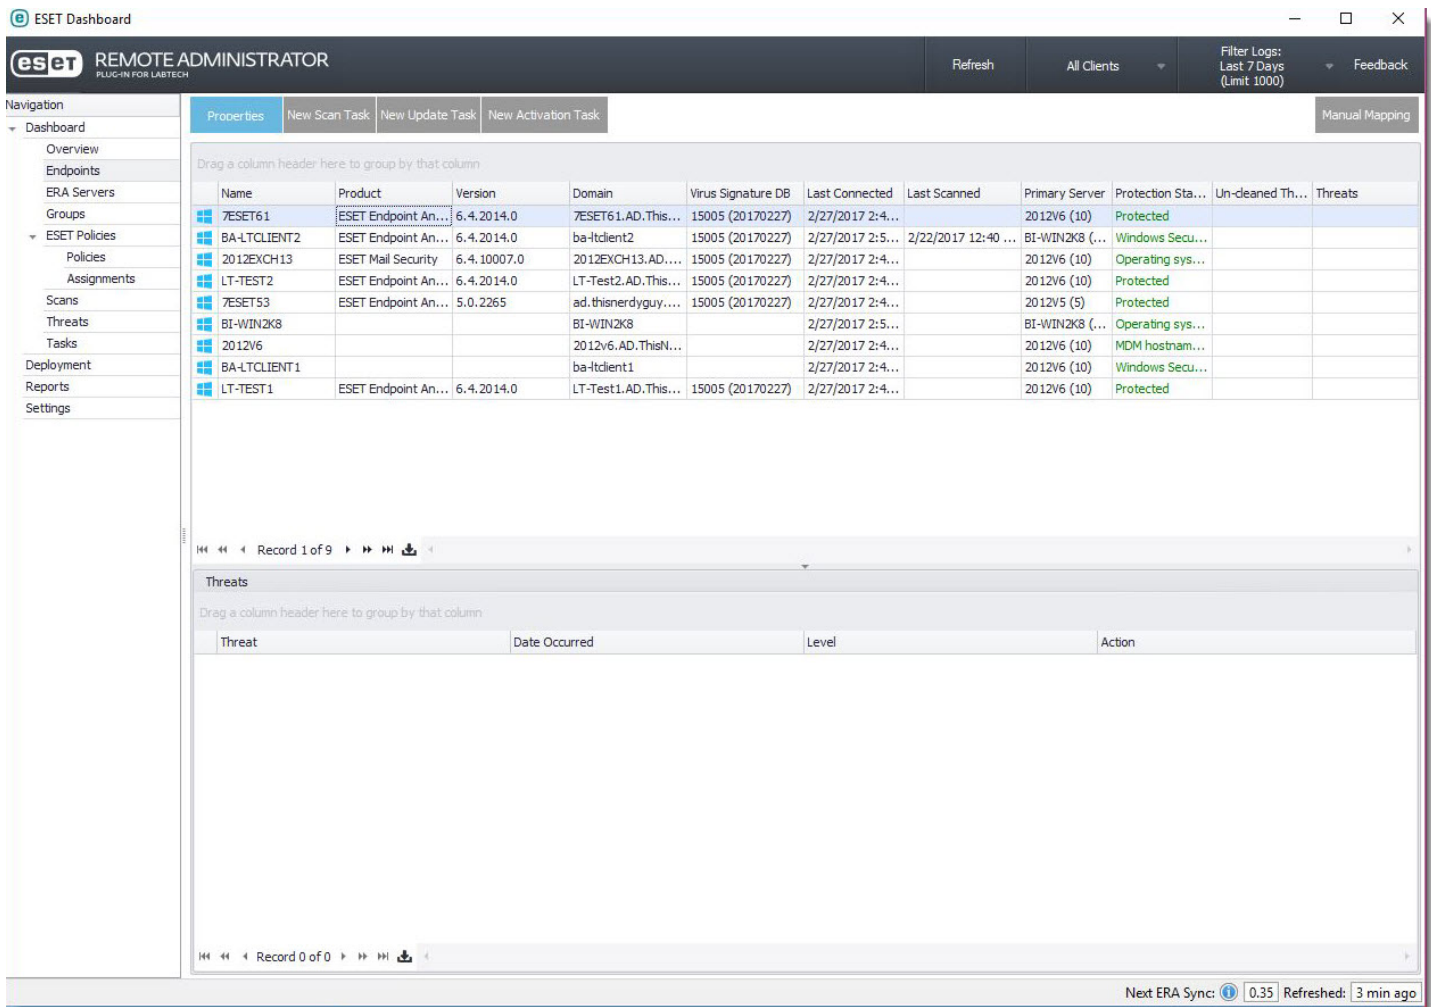 ESET Dashboard
eset REMOTE ADMINISTRATOR
PLUG-IN FOR LABTECH
Refresh
All Clients
Filter Logs:
Last 7 Days
(Limit 1000)
Feedback
Navigation
Dashboard
Overview
Endpoints
ERA Servers
Groups
ESET Policies
Policies
Assignments
Scans
Threats
Tasks
Deployment
Reports
Settings
Properties New Scan Task New Update Task New Activation Task Manual Mapping
Drag a column header here to group by that column
Name Product Version Domain Virus Signature DB Last Connected Last Scanned Primary Server Protection Sta... Un-cleaned Th... Threats
7ESET61 ESET Endpoint An... 6.4.2014.0 7ESET61.AD.This... 15005 (20170227) 2/27/2017 2:4... 2012V6 (10) Protected
BA-LTCLIENT2 ESET Endpoint An... 6.4.2014.0 ba-ltclient2 15005 (20170227) 2/27/2017 2:5... 2/22/2017 12:40 ... BI-WIN2K8 (... Windows Secu...
2012EXCH13 ESET Mail Security 6.4.10007.0 2012EXCH13.AD.... 15005 (20170227) 2/27/2017 2:4... 2012V6 (10) Operating sys...
LT-TEST2 ESET Endpoint An... 6.4.2014.0 LT-Test2.AD.This... 15005 (20170227) 2/27/2017 2:4... 2012V6 (10) Protected
7ESET53 ESET Endpoint An... 5.0.2265 ad.thisnerdyguy.... 15005 (20170227) 2/27/2017 2:4... 2012V5 (5) Protected
BI-WIN2K8 BI-WIN2K8 2/27/2017 2:5... BI-WIN2K8 (... Operating sys...
2012V6 2012v6.AD.ThisN... 2/27/2017 2:4... 2012V6 (10) MDM hostnam...
BA-LTCLIENT1 ba-ltclient1 2/27/2017 2:4... 2012V6 (10) Windows Secu...
LT-TEST1 ESET Endpoint An... 6.4.2014.0 LT-Test1.AD.This... 15005 (20170227) 2/27/2017 2:4... 2012V6 (10) Protected
Record 1 of 9
Threats
Drag a column header here to group by that column
Threat Date Occurred Level Action
Record 0 of 0
Next ERA Sync: 0.35 Refreshed: 3 min ago